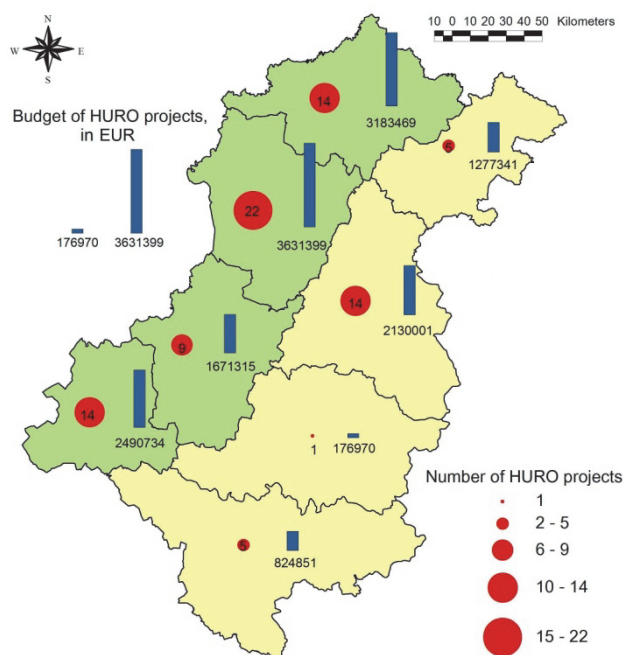 N
W E
S
10 0 10 20 30 40 50 Kilometers
Budget of HURO projects,
in EUR
176970 3631399
14
3183469
1277341
22
3631399
14
2130001
9
1671315
14
2490734
1 176970
5
824851
Number of HURO projects
1
2 - 5
6 - 9
10 - 14
15 - 22